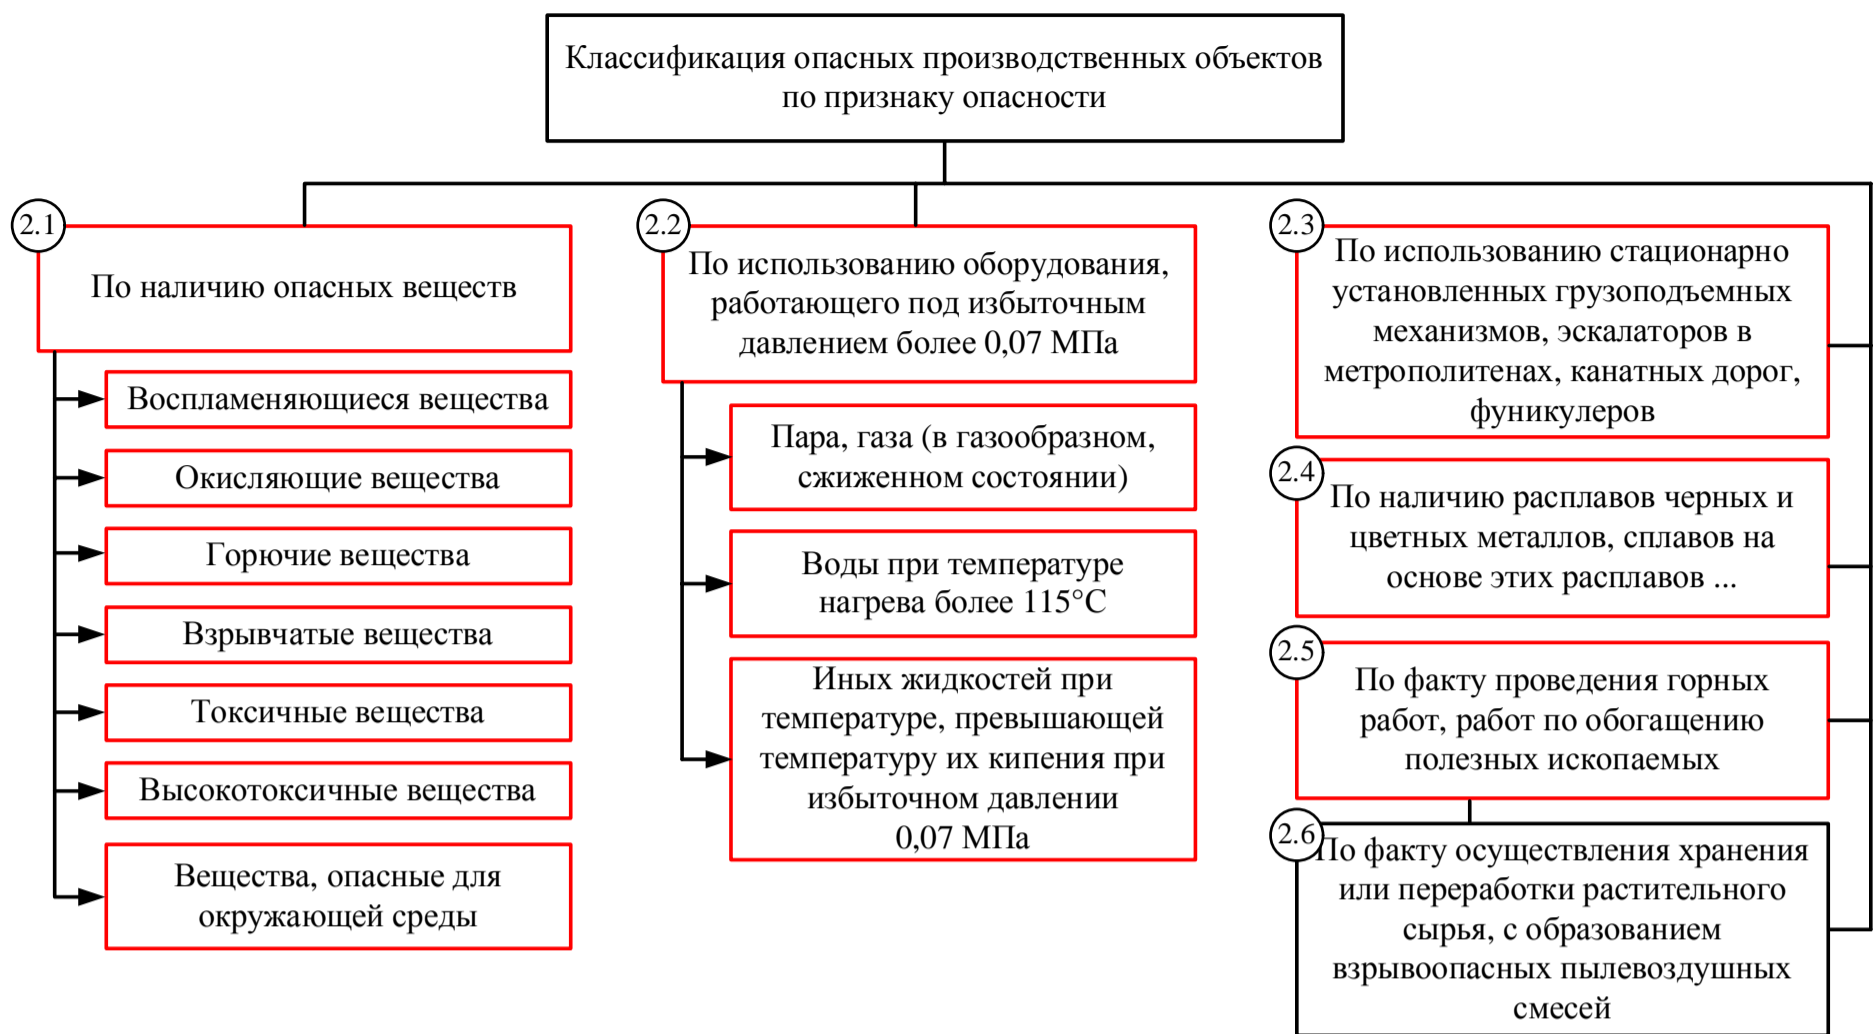 Классификация опасных производственных объектов
по признаку опасности
2.1
По наличию опасных веществ
Воспламеняющиеся вещества
Окисляющие вещества
Горючие вещества
Взрывчатые вещества
Токсичные вещества
Высокотоксичные вещества
Вещества, опасные для
окружающей среды
2.2
По использованию оборудования,
работающего под избыточным
давлением более 0,07 МПа
Пара, газа (в газообразном,
сжиженном состоянии)
Воды при температуре
нагрева более 115°С
Иных жидкостей при
температуре, превышающей
температуру их кипения при
избыточном давлении
0,07 МПа
2.3
По использованию стационарно
установленных грузоподъемных
механизмов, эскалаторов в
метрополитенах, канатных дорог,
фуникулеров
2.4
По наличию расплавов черных и
цветных металлов, сплавов на
основе этих расплавов ...
2.5
По факту проведения горных
работ, работ по обогащению
полезных ископаемых
2.6
По факту осуществления хранения
или переработки растительного
сырья, с образованием
взрывоопасных пылевоздушных
смесей